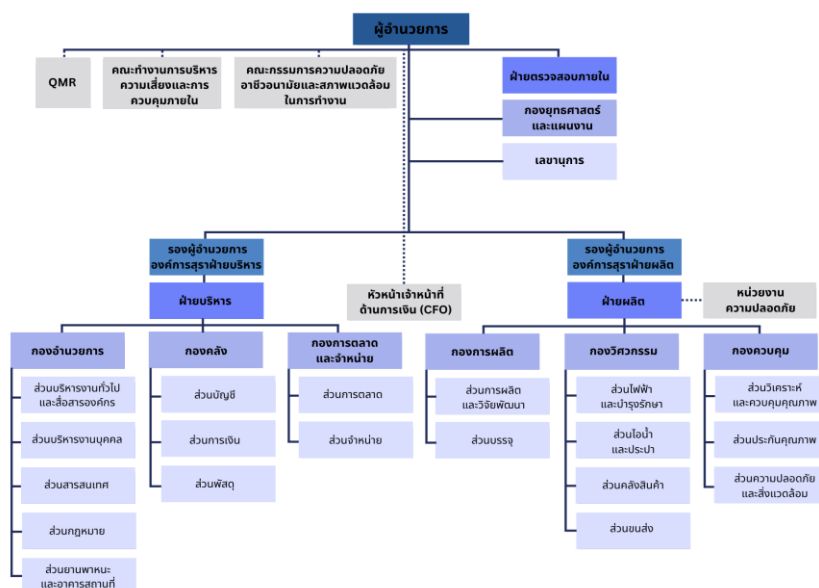 ผู้อำนวยการ
QMR
คณะทำงานการบริหาร
ความเสี่ยงและการ
ควบคุมภายใน
คณะกรรมการความปลอดภัย
อาชีวอนามัยและสภาพแวดล้อม
ในการทำงาน
ฝ่ายตรวจสอบภายใน
กองยุทธศาสตร์
และแผนงาน
เลขานุการ
รองผู้อำนวยการ
องค์การสุราฝ่ายบริหาร
รองผู้อำนวยการ
องค์การสุราฝ่ายผลิต
ฝ่ายบริหาร
หัวหน้าเจ้าหน้าที่
ด้านการเงิน (CFO)
ฝ่ายผลิต
หน่วยงาน
ความปลอดภัย
กองอำนวยการ
ส่วนบริหารงานทั่วไป
และสื่อสารองค์กร
ส่วนบริหารงานบุคคล
ส่วนสารสนเทศ
ส่วนกฎหมาย
ส่วนยานพาหนะ
และอาคารสถานที่
กองคลัง
ส่วนบัญชี
ส่วนการเงิน
ส่วนพัสดุ
กองการตลาด
และจำหน่าย
ส่วนการตลาด
ส่วนจำหน่าย
กองการผลิต
ส่วนการผลิต
และวิจัยพัฒนา
ส่วนบรรจุ
กองวิศวกรรม
ส่วนไฟฟ้า
และบำรุงรักษา
ส่วนไอน้ำ
และประปา
ส่วนคลังสินค้า
ส่วนขนส่ง
กองควบคุม
ส่วนวิเคราะห์
และควบคุมคุณภาพ
ส่วนประกันคุณภาพ
ส่วนความปลอดภัย
และสิ่งแวดล้อม